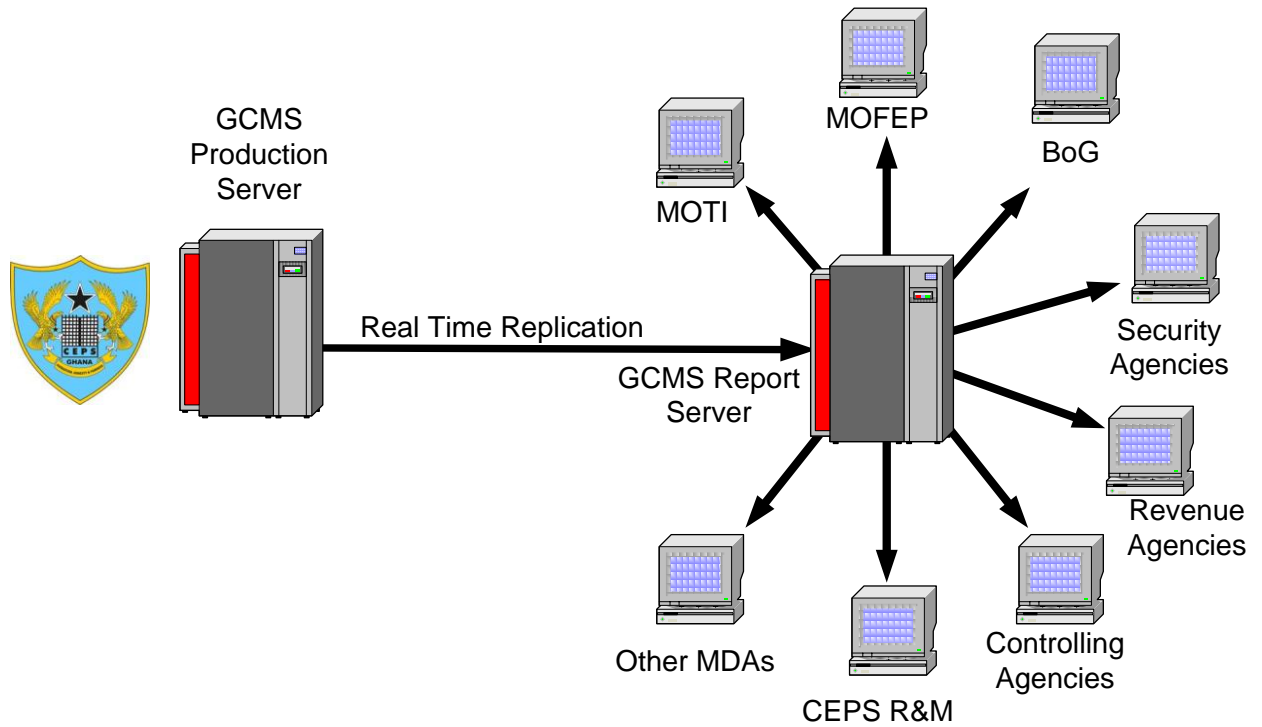 GCMS
Production
Server
CEPS
GHANA
Real Time Replication
GCMS Report
Server
MOFEP
BoG
MOTI
Security
Agencies
Revenue
Agencies
Controlling
Agencies
CEPS R&M
Other MDAs